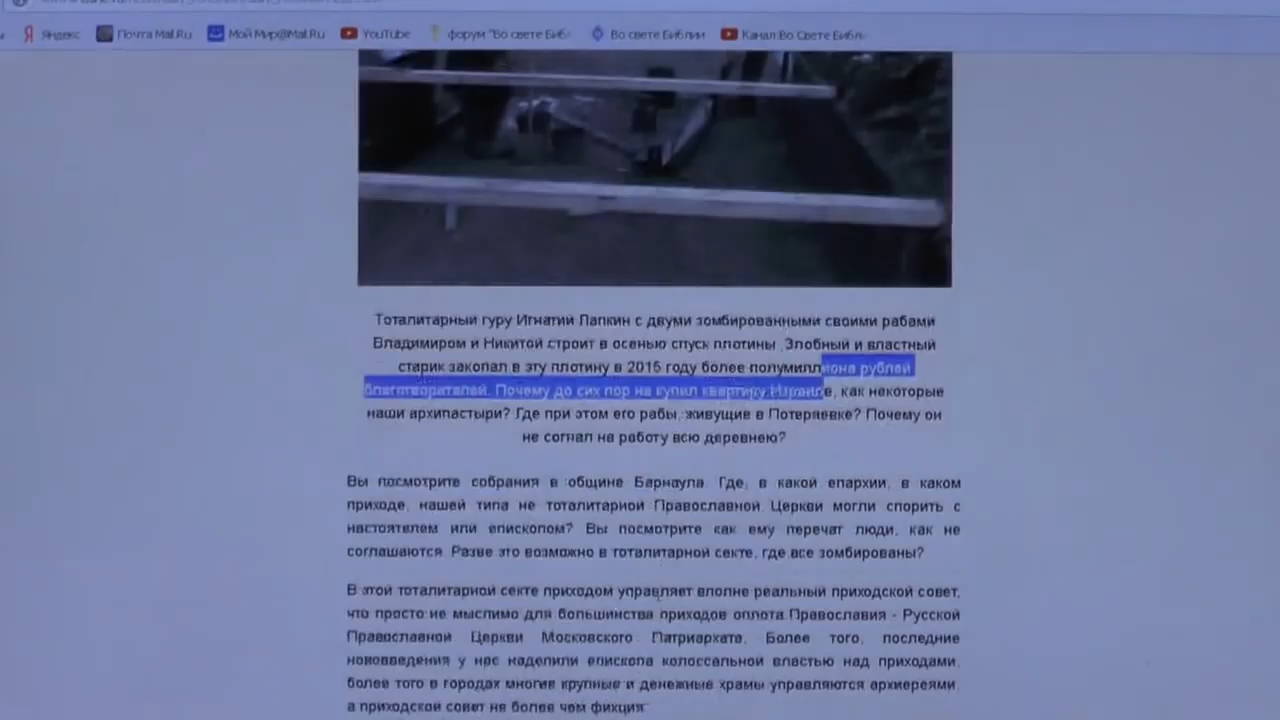 Яндекс Почта Mail.Ru Мой Мир@Mail.Ru YouTube форум "Во свете Биб Во свете Библии Канал Во Свете Библ
Тоталитарный гуру Игнатий Лапкин с двумя зомбированными своими рабами
Владимиром и Никитой строит в осенью спуск плотины .Злобный и властный
старик закопал в эту плотину в 2015 году более полумиллиона рублей
благотворителей. Почему до сих пор не купил квартиру Израиле, как некоторые
наши архипастыри? Где при этом его рабы, живущие в Потеряевке? Почему он
не согнал на работу всю деревнею?
Вы посмотрите собрания в общине Барнаула. Где, в какой епархии, в каком
приходе, нашей типа не тоталитарной Православной Церкви могли спорить с
настоятелем или епископом? Вы посмотрите как ему перечат люди, как не
соглашаются. Разве это возможно в тоталитарной секте, где все зомбированы?
В этой тоталитарной секте приходом управляет вполне реальный приходской совет,
что просто не мыслимо для большинства приходов оплота Православия - Русской
Православной Церкви Московского Патриархата. Более того, последние
нововведения у нас наделили епископа колоссальной властью над приходами,
более того в городах многие крупные и денежные храмы управляются архиереями,
а приходской совет не более чем фикция